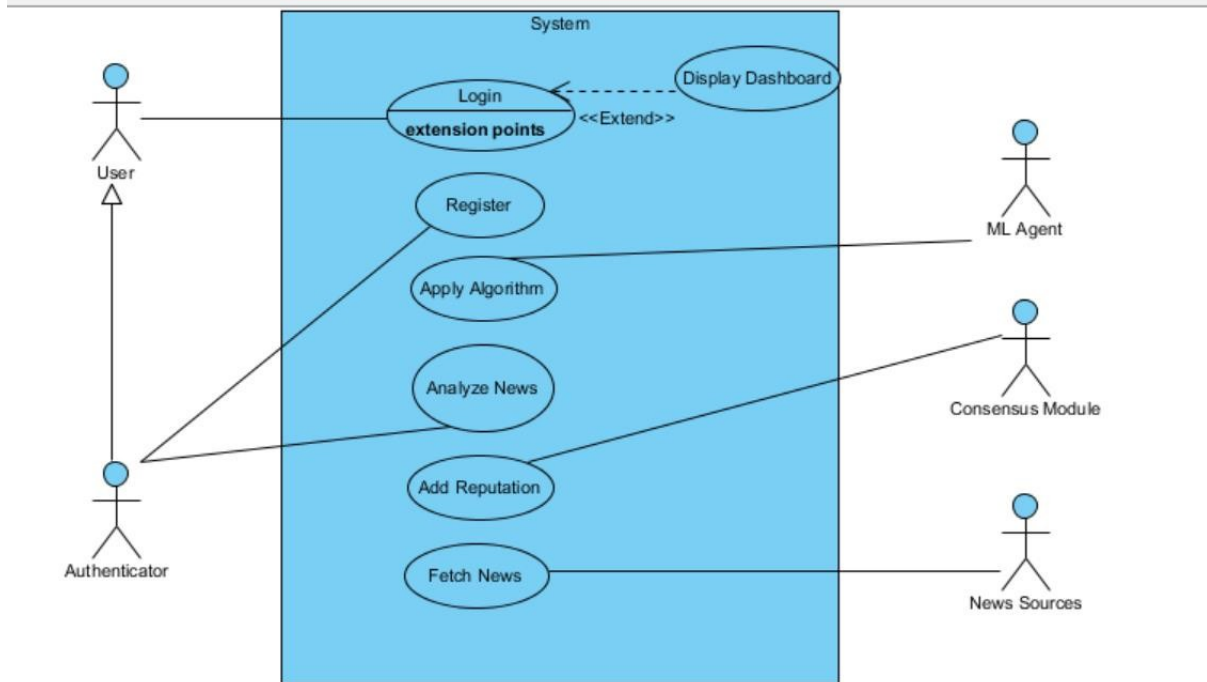 System
Display Dashboard
Login
extension points
<<Extend>>
User
Register
ML Agent
Apply Algorithm
Analyze News
Consensus Module
Add Reputation
Authenticator
Fetch News
News Sources